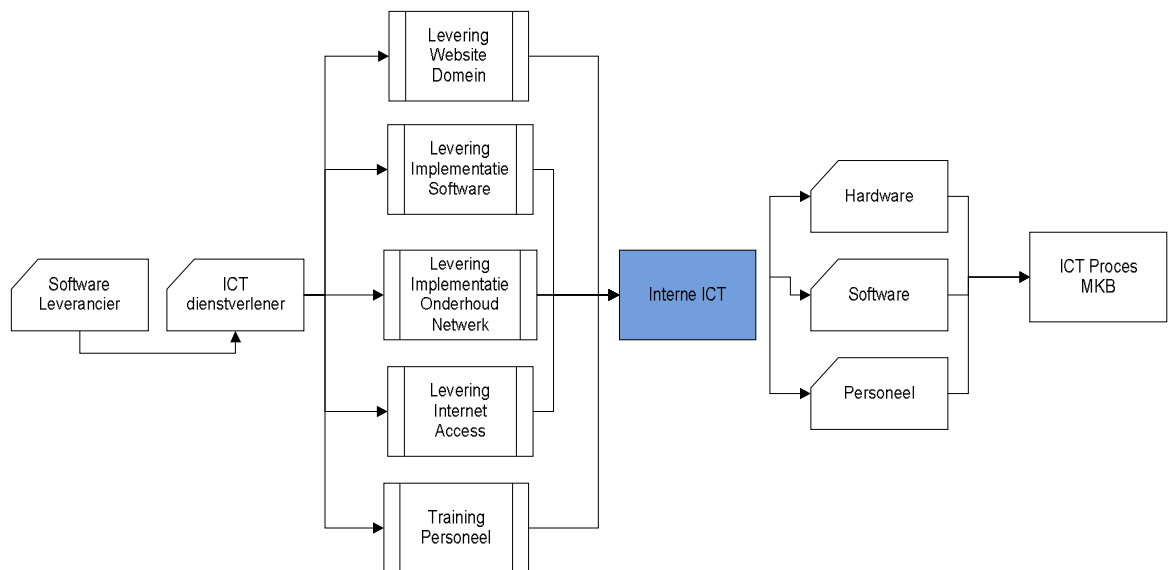 Software
Leverancier
ICT
dienstverlener
Levering
Website
Domein
Levering
Implementatie
Software
Levering
Implementatie
Onderhoud
Netwerk
Levering
Internet
Access
Training
Personeel
Interne ICT
Hardware
Software
Personeel
ICT Proces
MKB